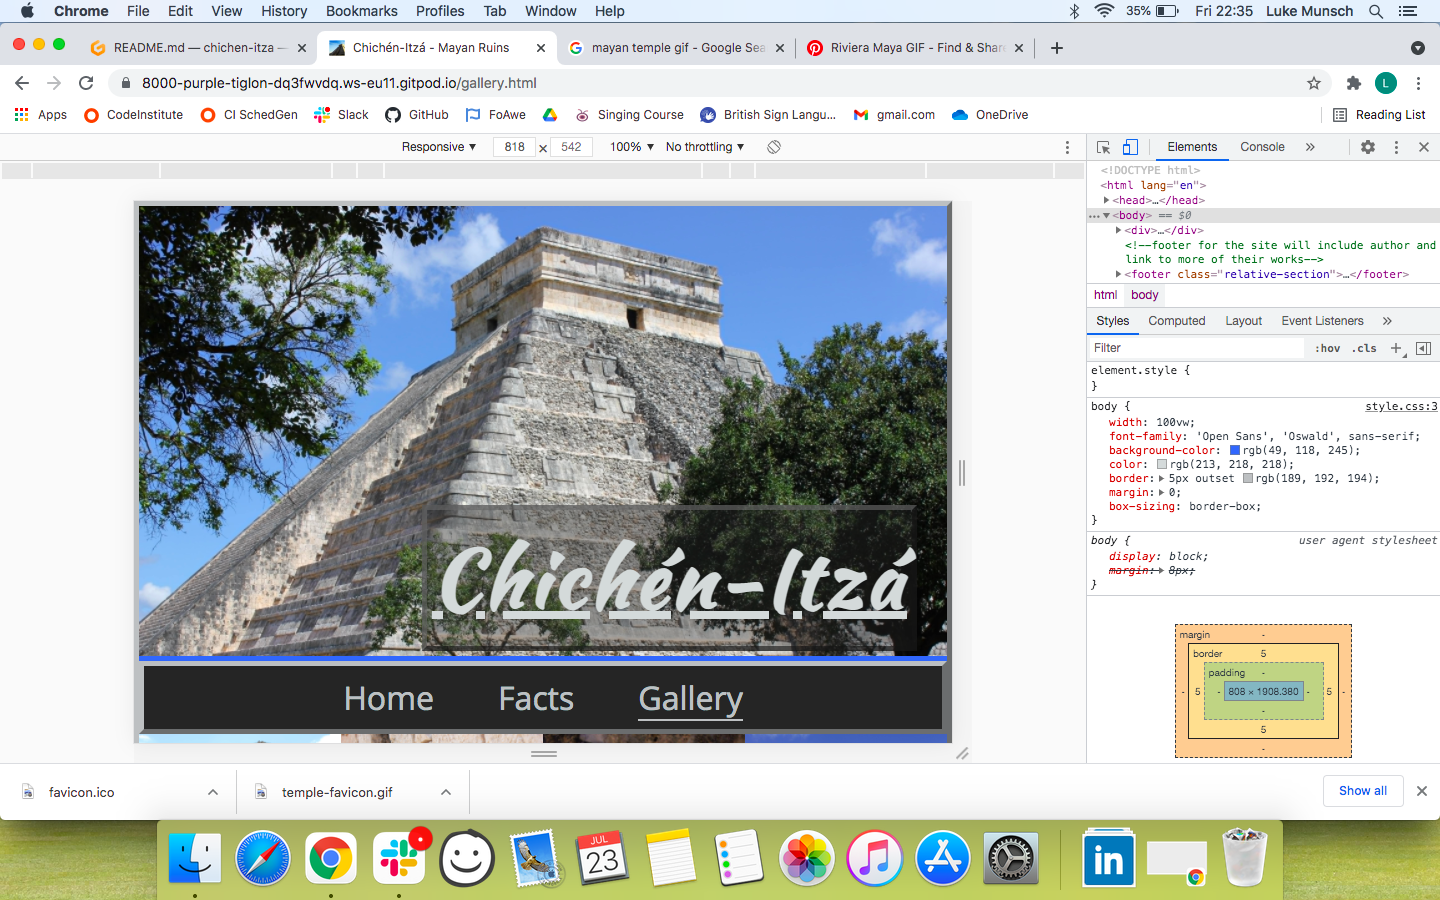 Chrome File Edit View History Bookmarks Profiles Tab Window Help 35% Fri 22:35 Luke Munsch
README.md — chichen-itza — Chichén-Itzá - Mayan Ruins mayan temple gif - Google Sea Riviera Maya GIF - Find & Share
8000-purple-tiglon-dq3fwvdq.ws-eu11.gitpod.io/gallery.html L
Apps CodeInstitute CI SchedGen Slack GitHub FoAwe Singing Course British Sign Langu... gmail.com OneDrive Reading List
Responsive ▼ 818 x 542 100% ▼ No throttling ▼
Elements Console »
<!DOCTYPE html>
<html lang="en">
▶<head>…</head>
…▼<body> == $0
▶<div>…</div>
<!--footer for the site will include author and
link to more of their works-->
▶<footer class="relative-section">…</footer>
html body
Styles Computed Layout Event Listeners »
Filter :hov .cls +
element.style {
}
body { style.css:3
width: 100vw;
font-family: 'Open Sans', 'Oswald', sans-serif;
background-color: rgb(49, 118, 245);
color: rgb(213, 218, 218);
border:▶5px outset rgb(189, 192, 194);
margin:▶0;
box-sizing: border-box;
}
body { user agent stylesheet
display: block;
margin:▶8px;
}
margin -
border 5
padding -
- 5 - 808 × 1908.380 - 5 -
-
5
-
Chichén-Itzá
Home Facts Gallery
favicon.ico temple-favicon.gif Show all
JUL
23
in